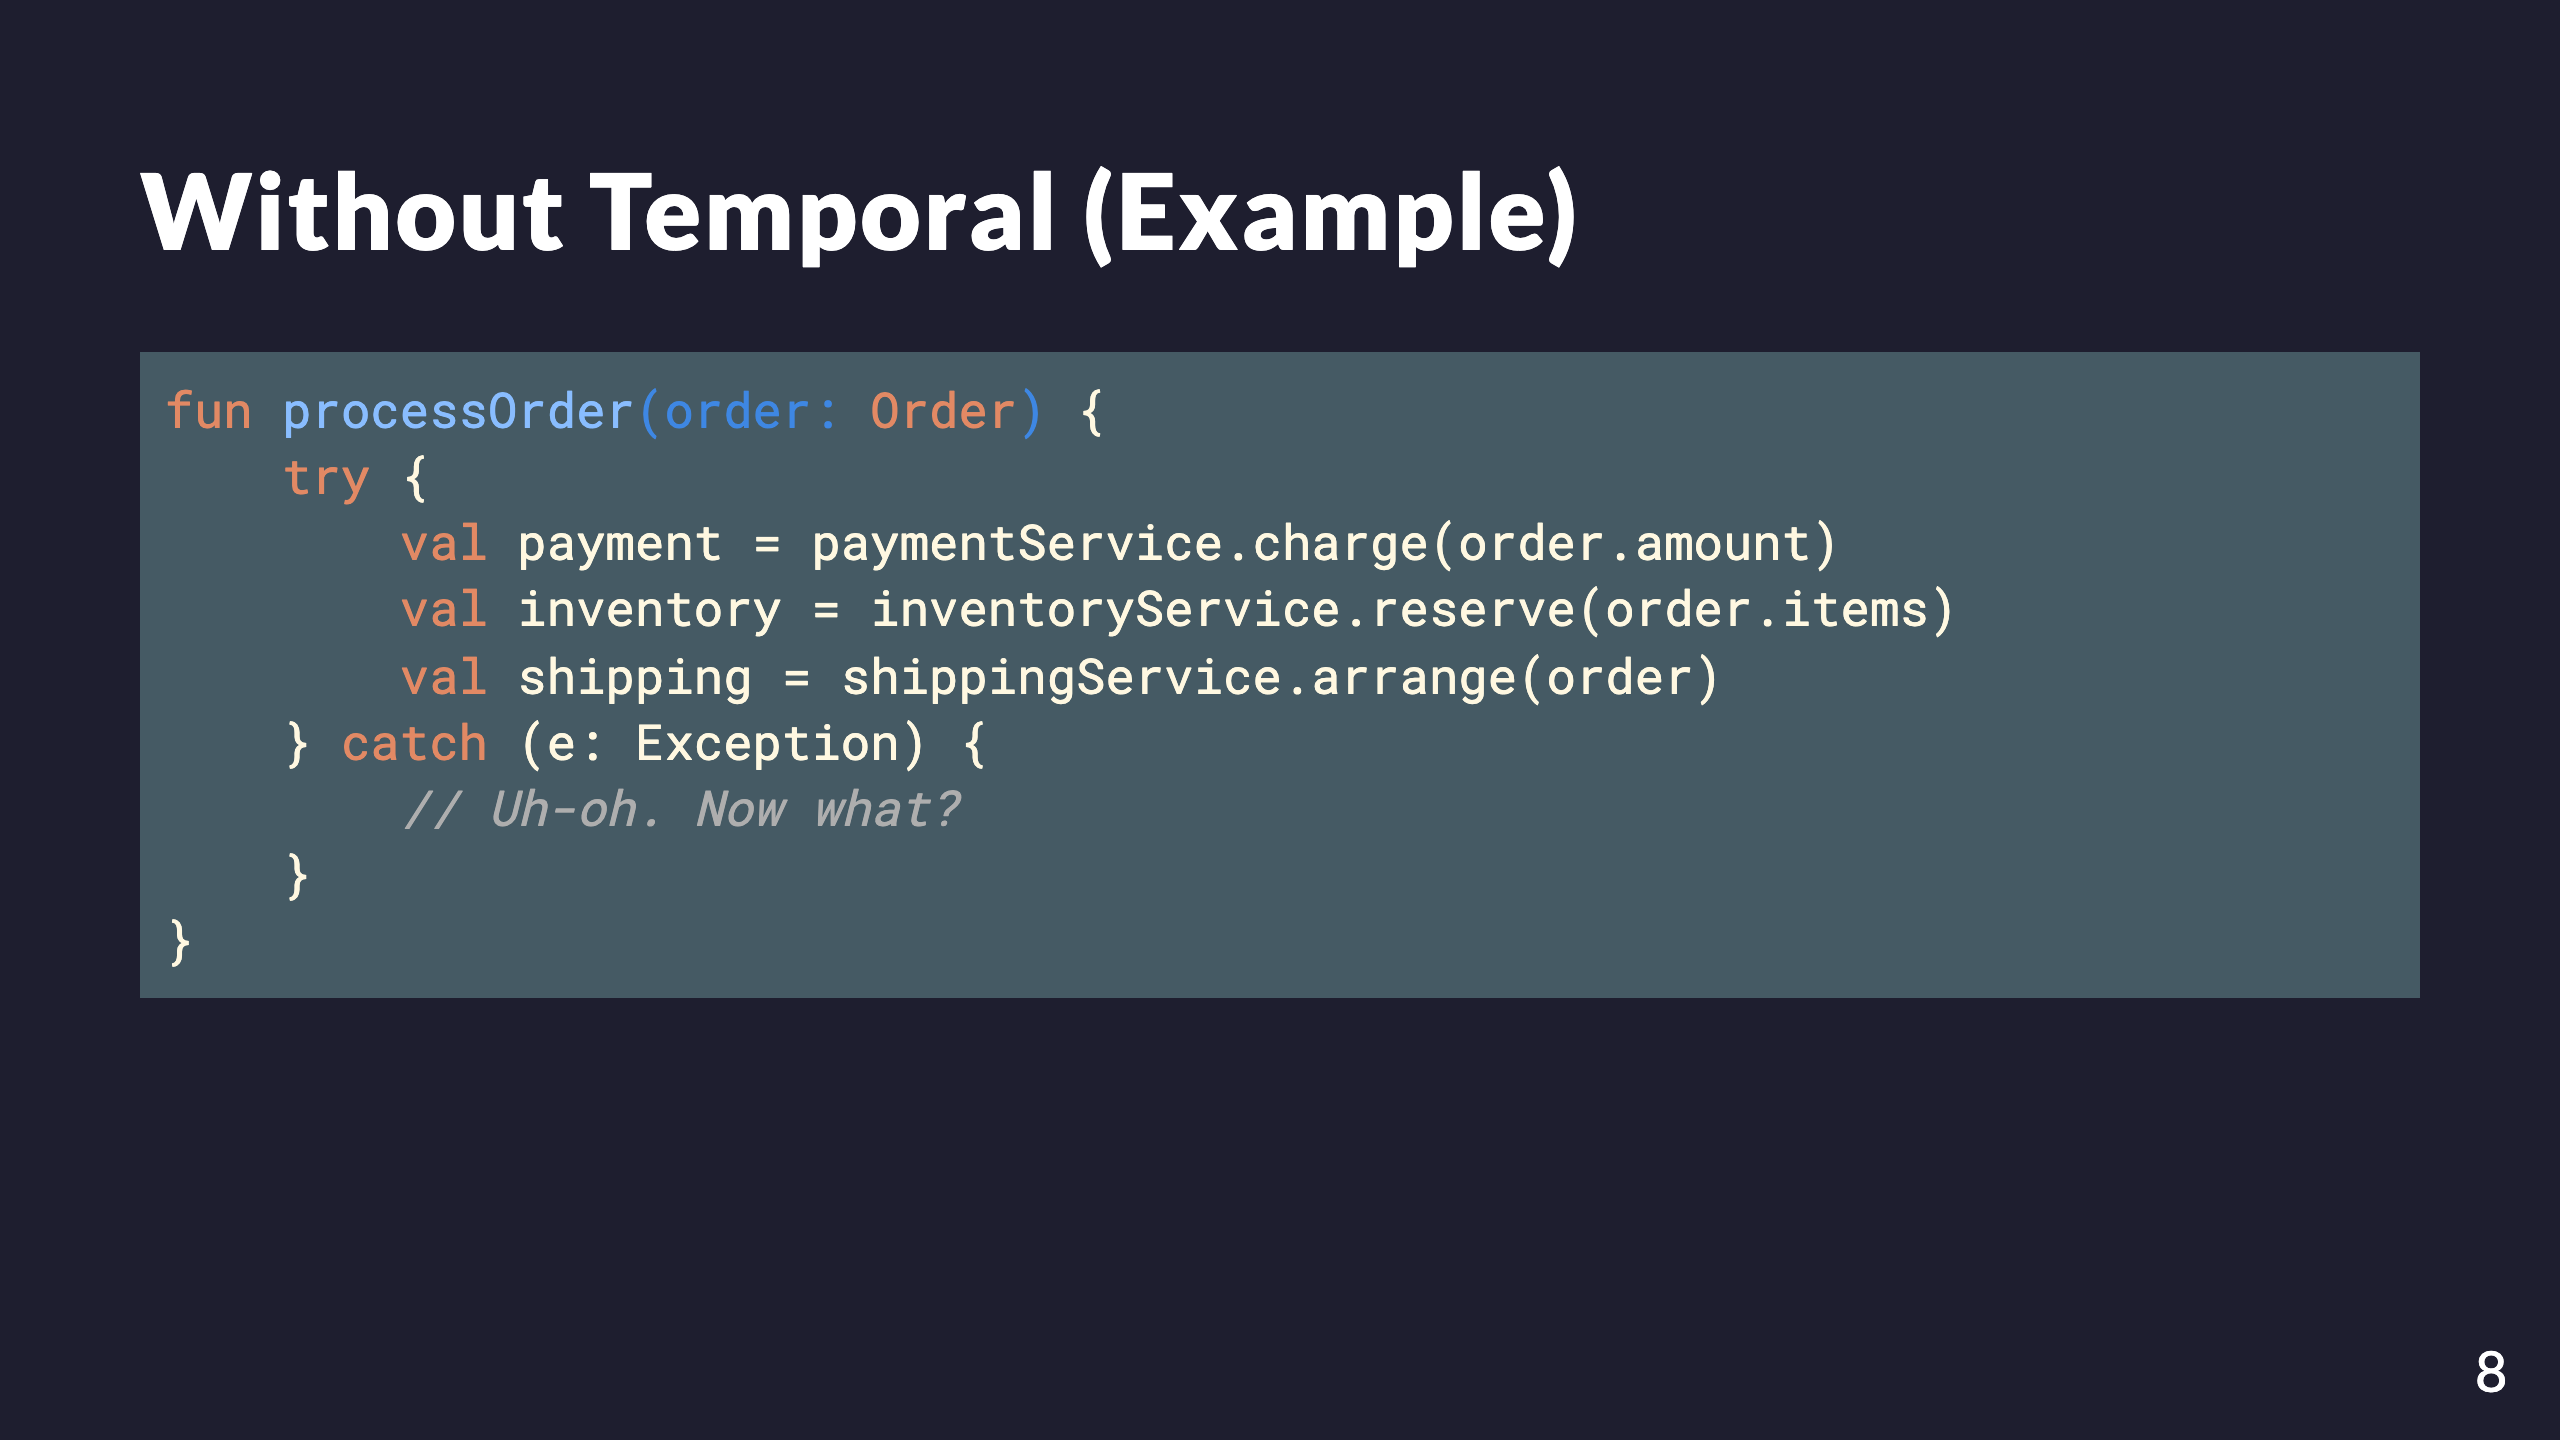 Without Temporal (Example)
fun processOrder(order: Order) {
    try {
        val payment = paymentService.charge(order.amount)
        val inventory = inventoryService.reserve(order.items)
        val shipping = shippingService.arrange(order)
    } catch (e: Exception) {
        // Uh-oh. Now what?
    }
}
8